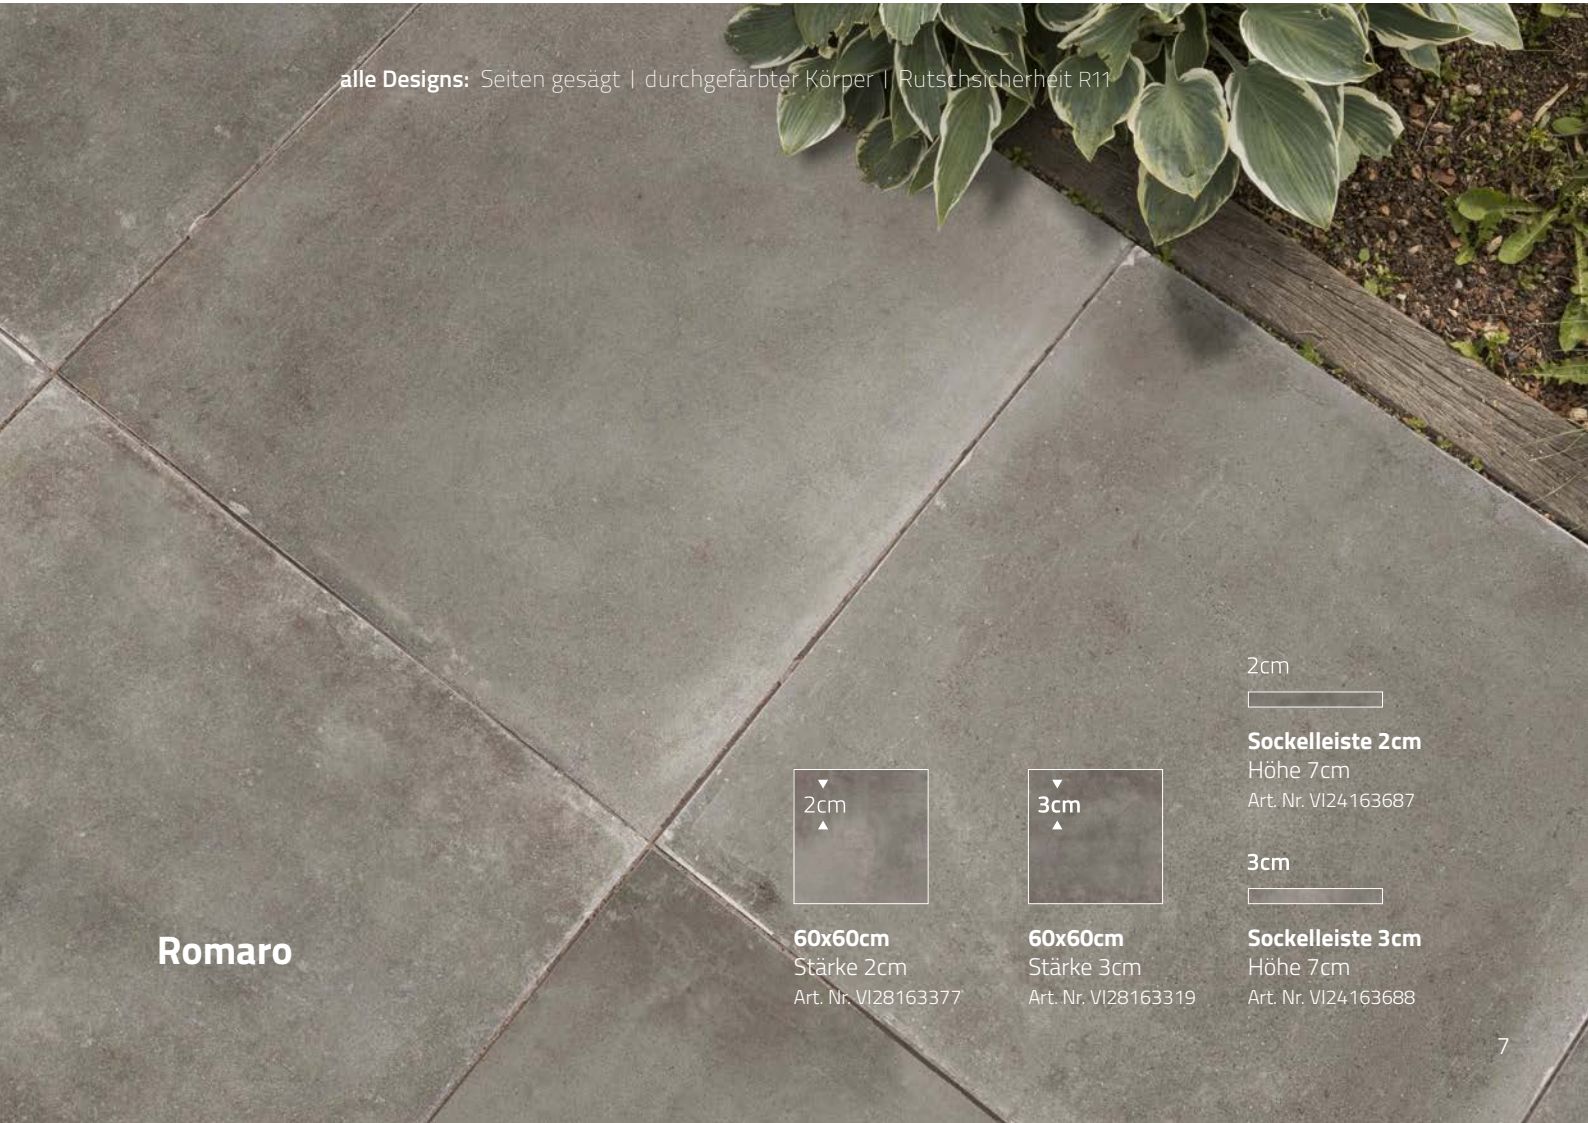 alle Designs: Seiten gesägt | durchgefärbter Körper | Rutschsicherheit R11
Romaro
2cm
60x60cm
Stärke 2cm
Art. Nr. VI28163377
3cm
60x60cm
Stärke 3cm
Art. Nr. VI28163319
2cm
Sockelleiste 2cm
Höhe 7cm
Art. Nr. VI24163687
3cm
Sockelleiste 3cm
Höhe 7cm
Art. Nr. VI24163688
7